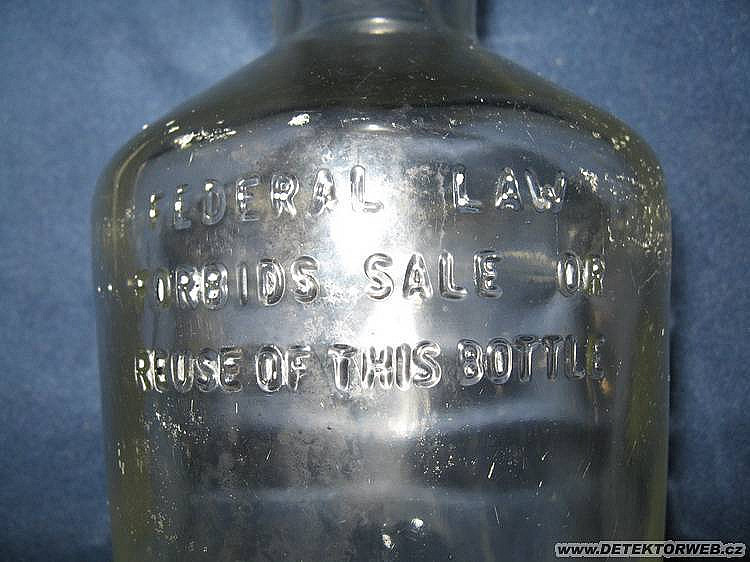 FEDERAL LAW
FORBIDS SALE OR
REUSE OF THIS BOTTLE
www.DETEKTORWEB.cz